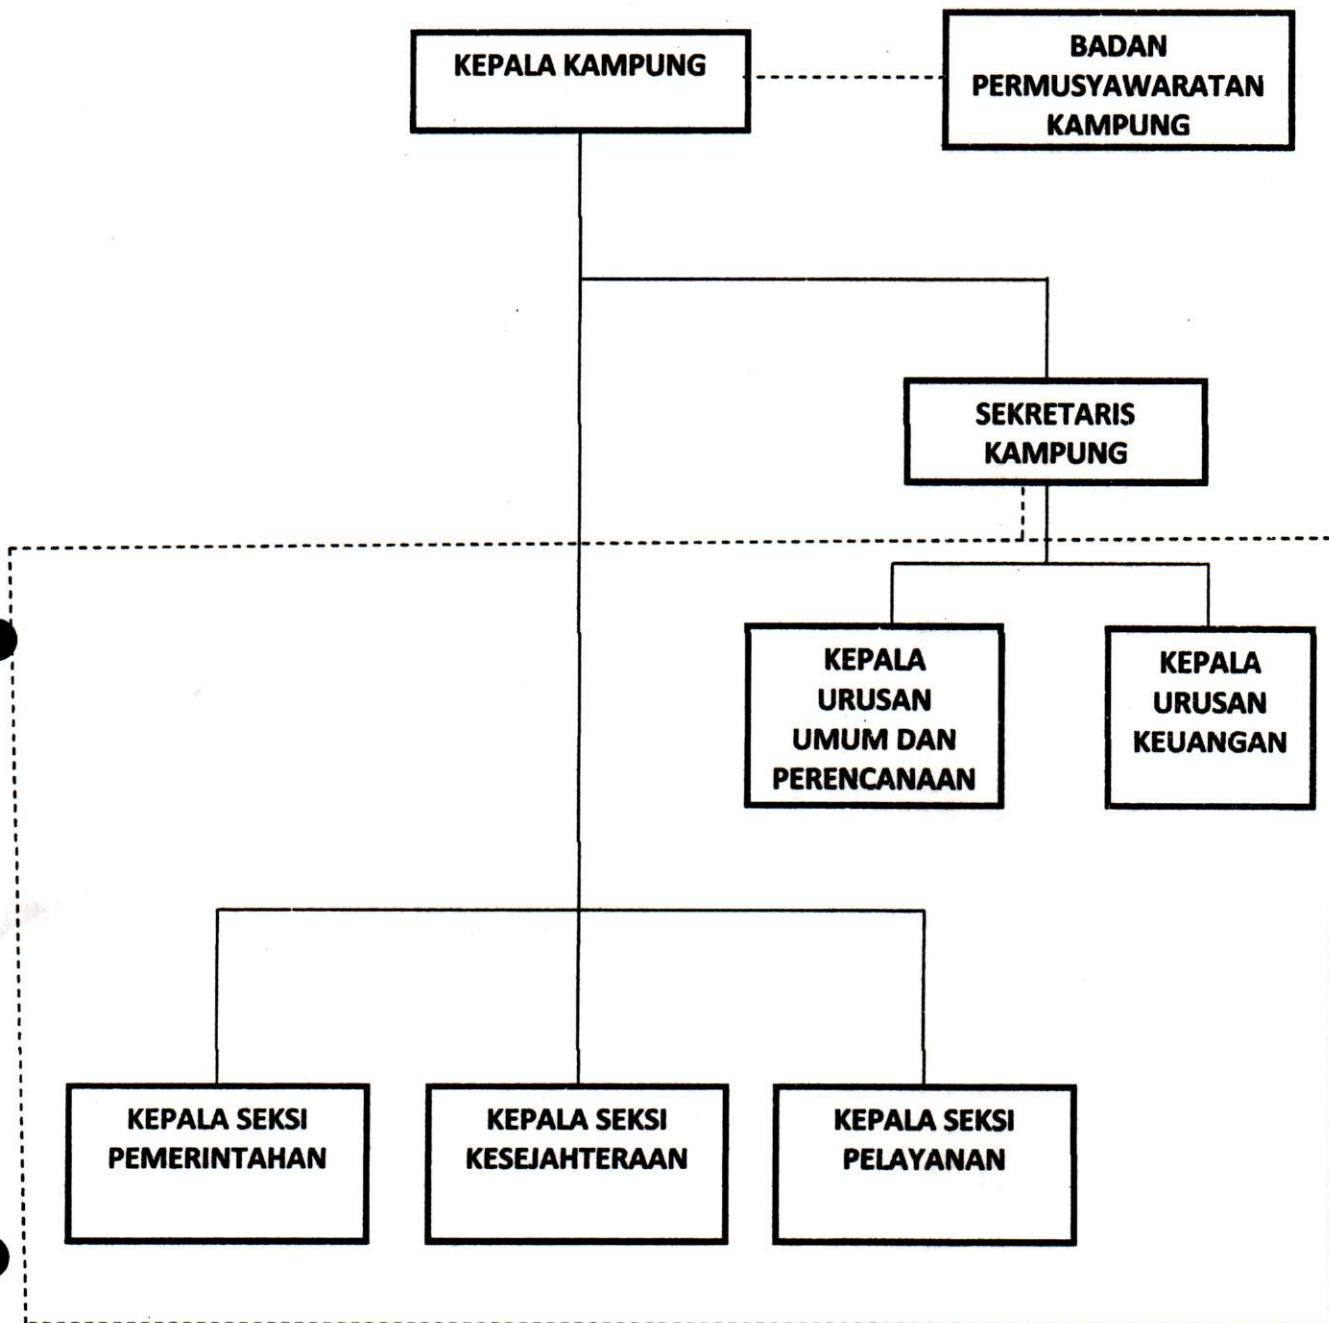 KEPALA KAMPUNG
BADAN
PERMUSYAWARATAN
KAMPUNG
SEKRETARIS
KAMPUNG
KEPALA
URUSAN
UMUM DAN
PERENCANAAN
KEPALA
URUSAN
KEUANGAN
KEPALA SEKSI
PEMERINTAHAN
KEPALA SEKSI
KESEJAHTERAAN
KEPALA SEKSI
PELAYANAN